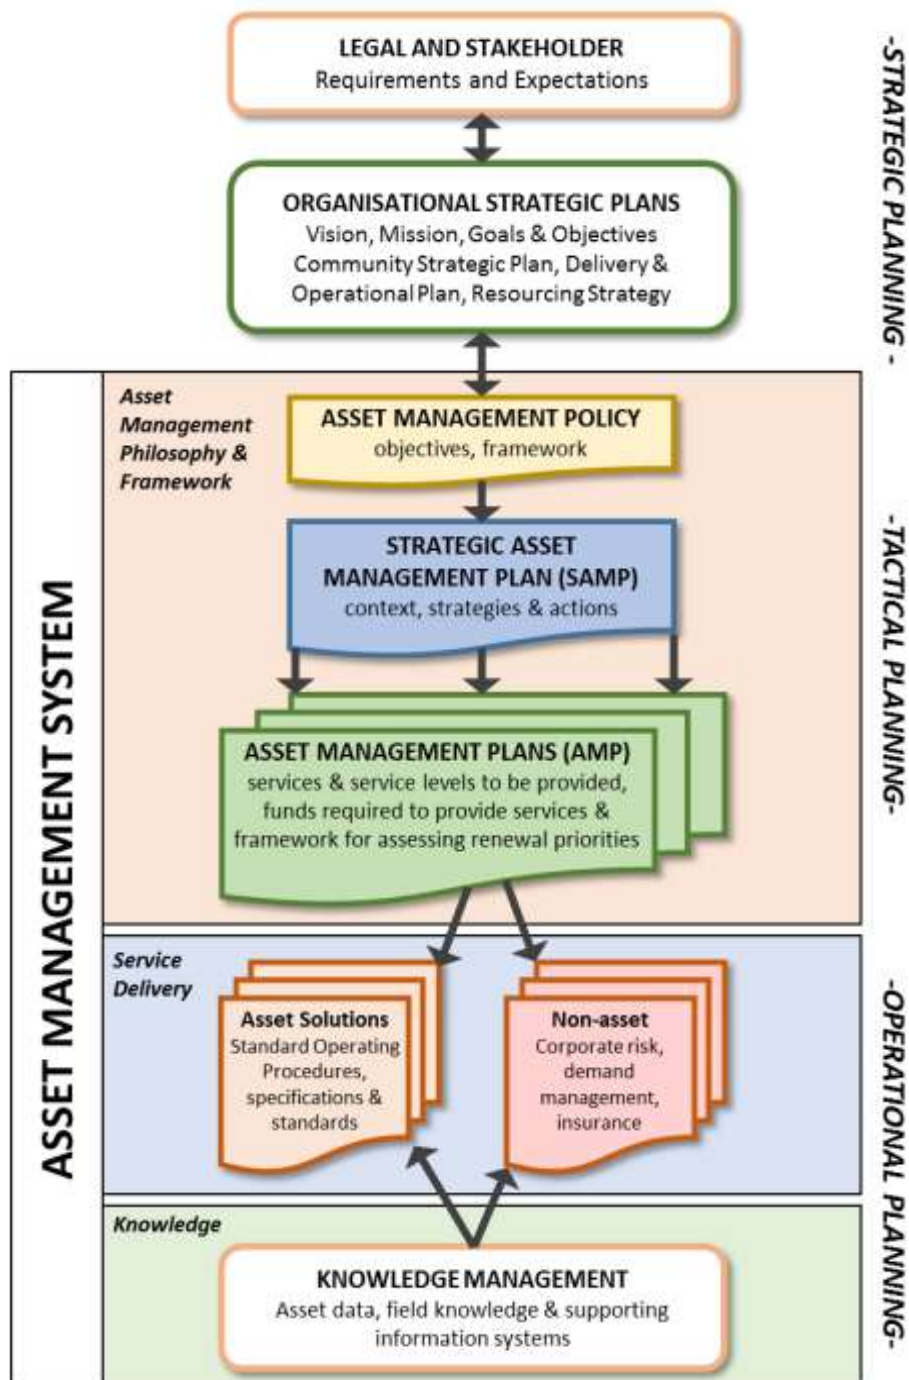 LEGAL AND STAKEHOLDER
Requirements and Expectations
-STRATEGIC PLANNING -
ORGANISATIONAL STRATEGIC PLANS
Vision, Mission, Goals & Objectives
Community Strategic Plan, Delivery &
Operational Plan, Resourcing Strategy
ASSET MANAGEMENT SYSTEM
Asset
Management
Philosophy &
Framework
ASSET MANAGEMENT POLICY
objectives, framework
-TACTICAL PLANNING-
STRATEGIC ASSET
MANAGEMENT PLAN (SAMP)
context, strategies & actions
ASSET MANAGEMENT PLANS (AMP)
services & service levels to be provided,
funds required to provide services &
framework for assessing renewal priorities
Service
Delivery
-OPERATIONAL PLANNING-
Asset Solutions
Standard Operating
Procedures,
specifications &
standards
Non-asset
Corporate risk,
demand
management,
insurance
Knowledge
KNOWLEDGE MANAGEMENT
Asset data, field knowledge & supporting
information systems